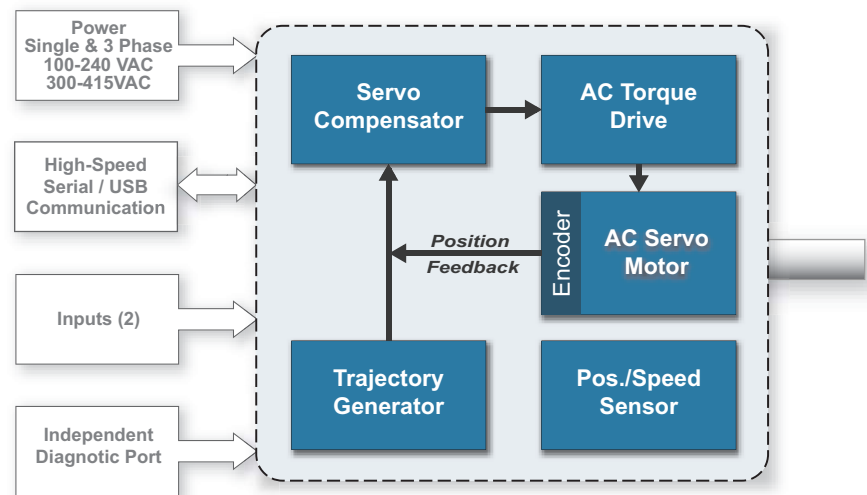 Power
Single & 3 Phase
100-240 VAC
300-415VAC
High-Speed
Serial / USB
Communication
Inputs (2)
Independent
Diagnotic Port
Servo
Compensator
AC Torque
Drive
Position
Feedback
Encoder
AC Servo
Motor
Trajectory
Generator
Pos./Speed
Sensor